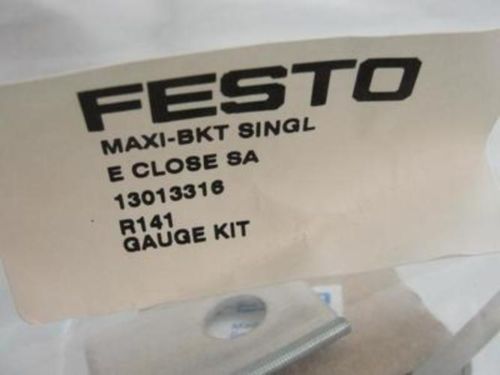 FESTO
MAXI-BKT SINGL
E CLOSE SA
13013316
R141
GAUGE KIT